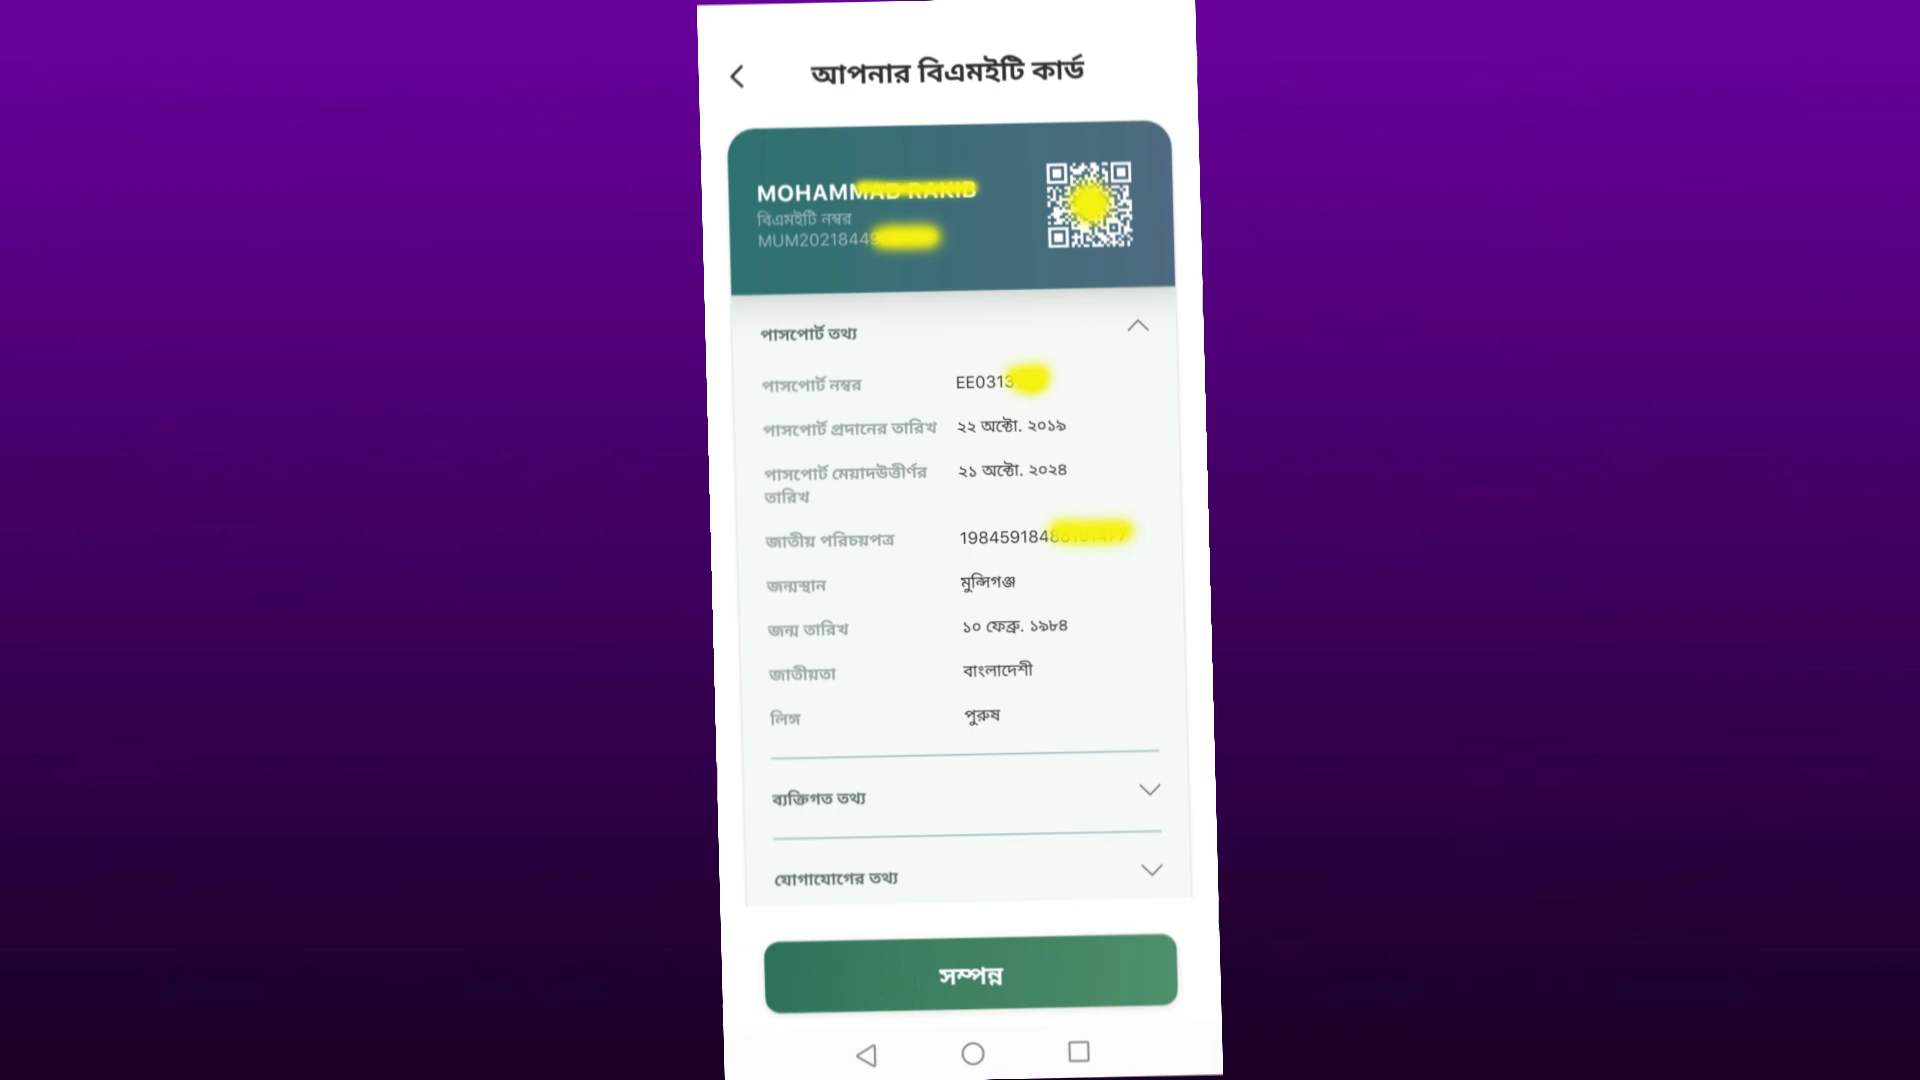 আপনার বিএমইটি কার্ড
MOHAMMAD RAKIB
বিএমইটি নম্বর
MUM20218449
পাসপোর্ট তথ্য
পাসপোর্ট নম্বর EE0313
পাসপোর্ট প্রদানের তারিখ ২২ অক্টো. ২০১৯
পাসপোর্ট মেয়াদউত্তীর্ণর ২১ অক্টো. ২০২৪
তারিখ
জাতীয় পরিচয়পত্র 198459184
জন্মস্থান মুন্সিগঞ্জ
জন্ম তারিখ ১০ ফেব্রু. ১৯৮৪
জাতীয়তা বাংলাদেশী
লিঙ্গ পুরুষ
ব্যক্তিগত তথ্য
যোগাযোগের তথ্য
সম্পন্ন